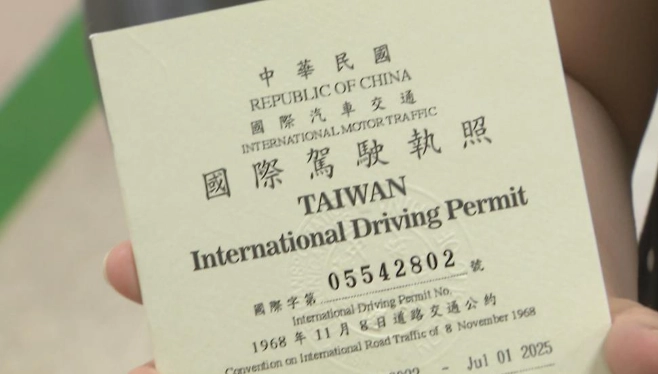 中華民國
REPUBLIC OF CHINA
國際汽車交通
INTERNATIONAL MOTOR TRAFFIC
國際駕駛執照
TAIWAN
International Driving Permit
國際字第 05542802 號
International Driving Permit No.
1968 年 11 月 8 日道路交通公約
Convention on International Road Traffic of 8 November 1968
- Jul 01 2025